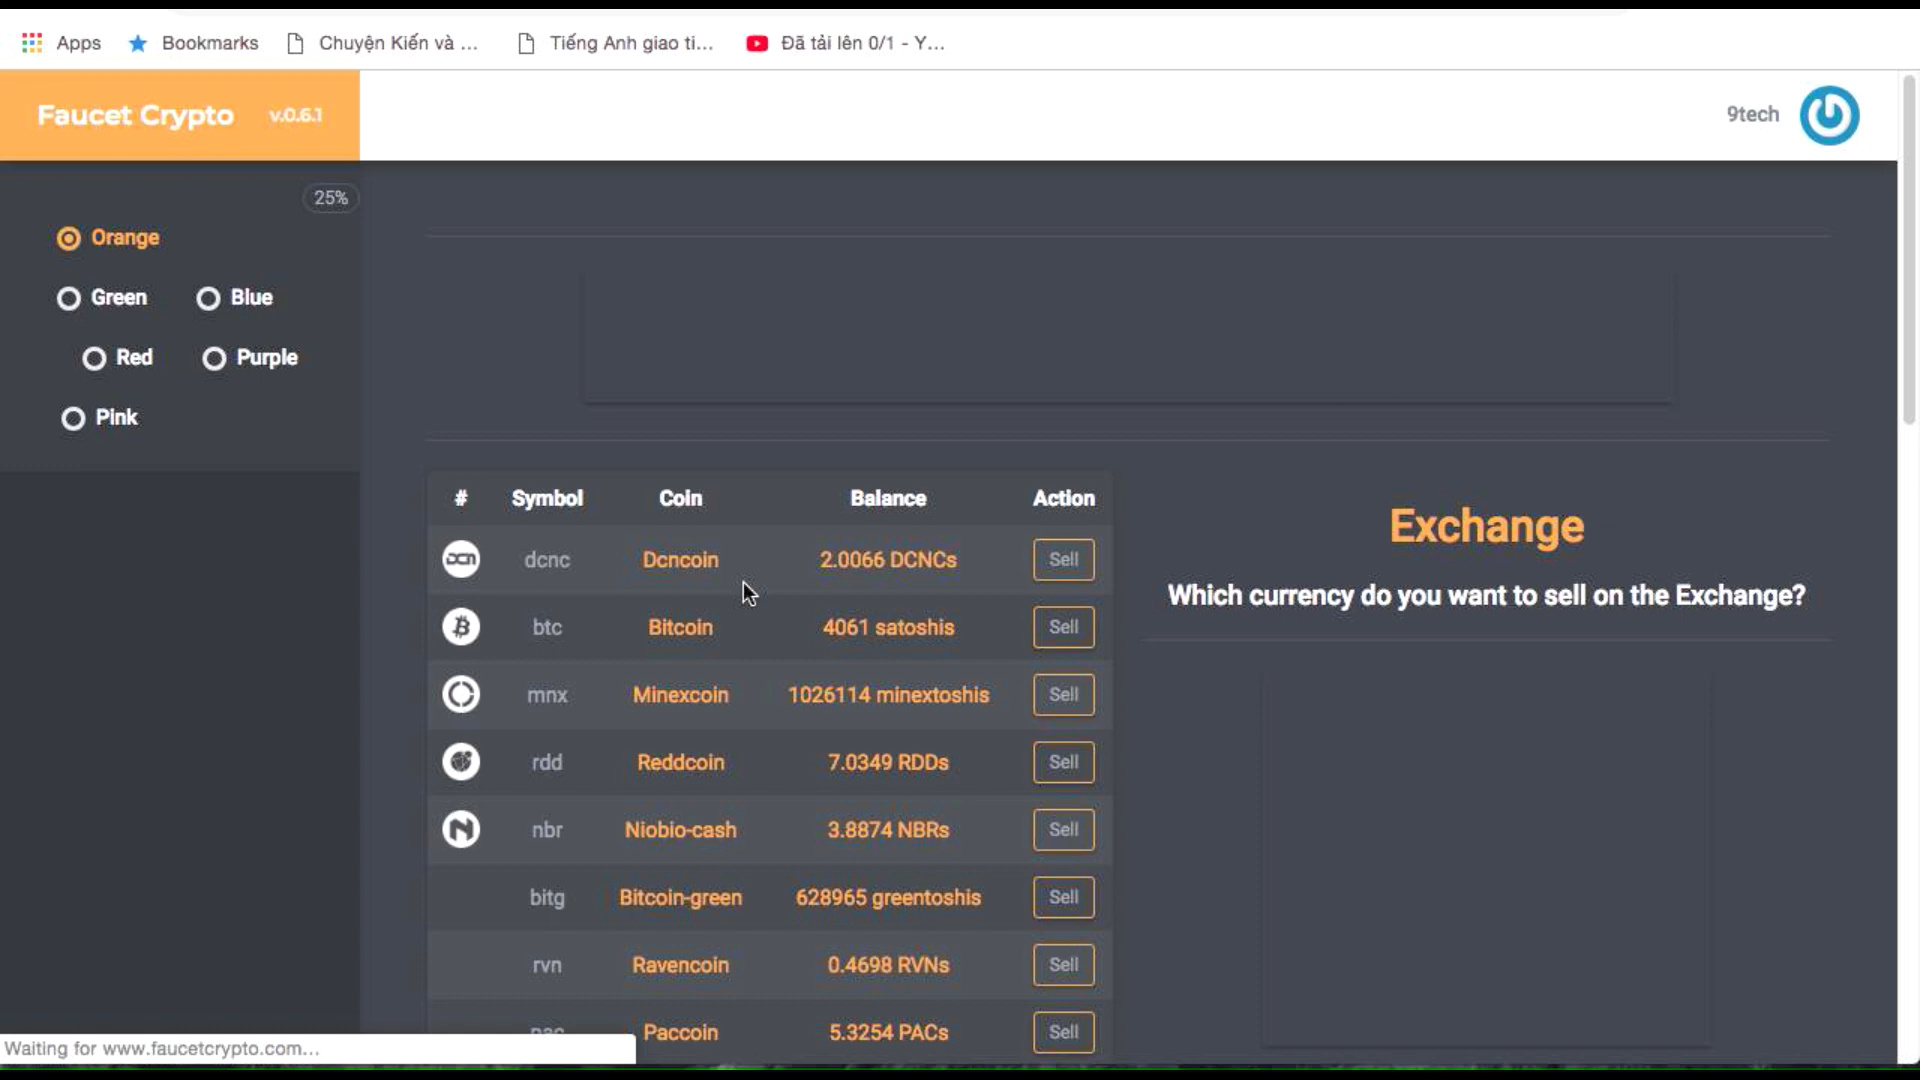 Apps Bookmarks Chuyện Kiến và ... Tiếng Anh giao ti... Đã tải lên 0/1 - Y...
Faucet Crypto v.0.6.1
9tech
25%
Orange
Green Blue
Red Purple
Pink
# Symbol Coin Balance Action
dcnc Dcncoin 2.0066 DCNCs Sell
btc Bitcoin 4061 satoshis Sell
mnx Minexcoin 1026114 minextoshis Sell
rdd Reddcoin 7.0349 RDDs Sell
nbr Niobio-cash 3.8874 NBRs Sell
bitg Bitcoin-green 628965 greentoshis Sell
rvn Ravencoin 0.4698 RVNs Sell
pac Paccoin 5.3254 PACs Sell
Exchange
Which currency do you want to sell on the Exchange?
Waiting for www.faucetcrypto.com...